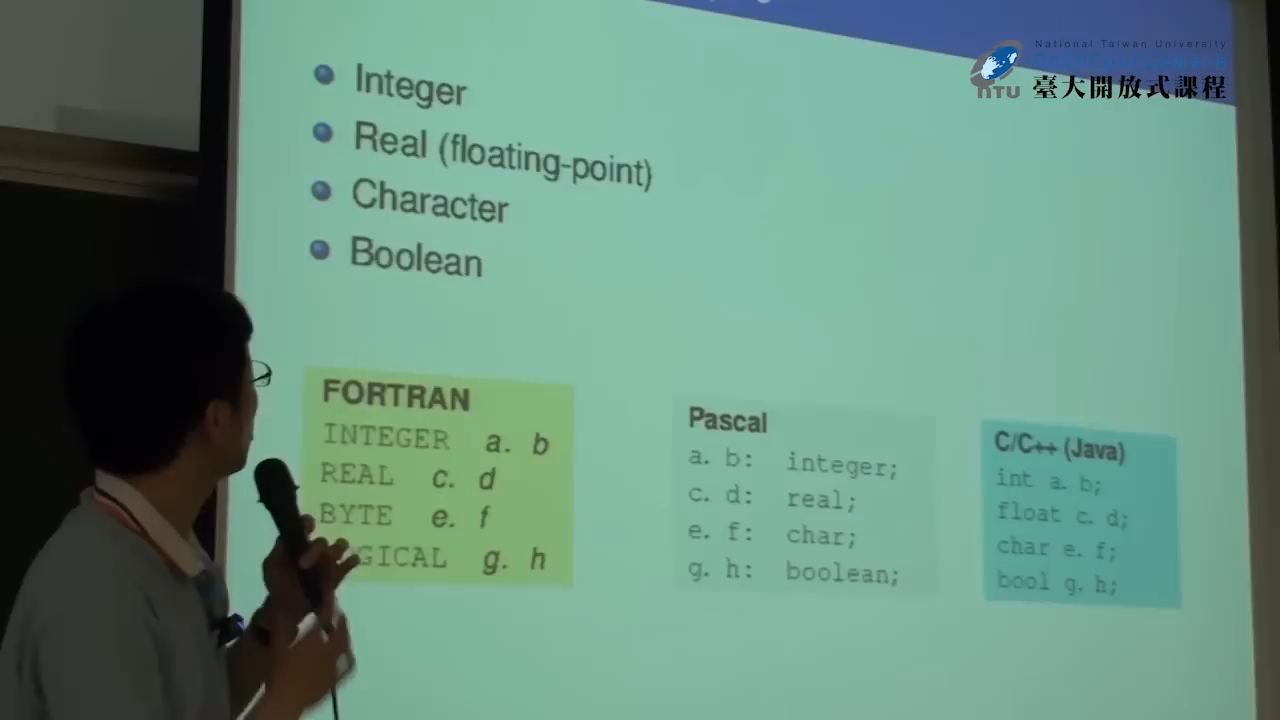 National Taiwan University
臺大開放式課程
NTU
Integer
Real (floating-point)
Character
Boolean
FORTRAN
INTEGER a. b
REAL c. d
BYTE e. f
GICAL g. h
Pascal
a. b: integer;
c. d: real;
e. f: char;
g. h: boolean;
C/C++ (Java)
int a. b;
float c. d;
char e. f;
bool g. h;